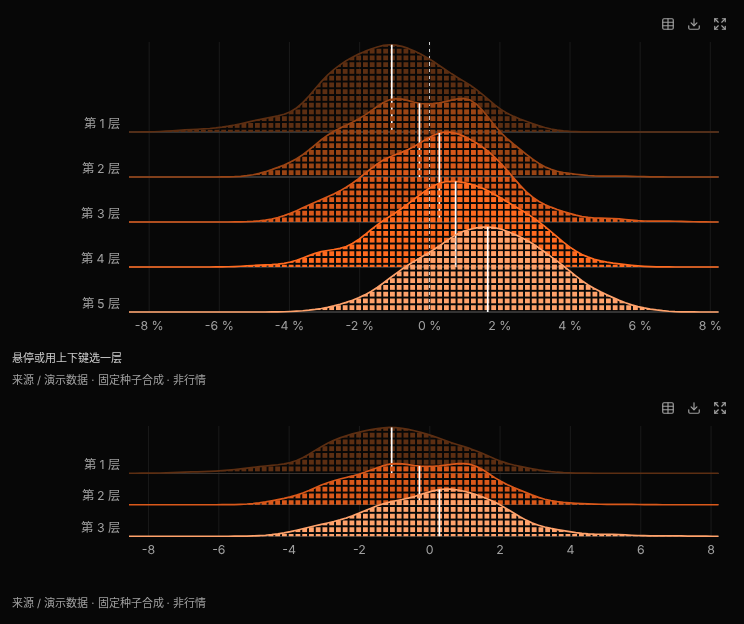 第 1 层
第 2 层
第 3 层
第 4 层
第 5 层
-8 % -6 % -4 % -2 % 0 % 2 % 4 % 6 % 8 %
悬停或用上下键选一层
来源 / 演示数据 · 固定种子合成 · 非行情
第 1 层
第 2 层
第 3 层
-8 -6 -4 -2 0 2 4 6 8
来源 / 演示数据 · 固定种子合成 · 非行情